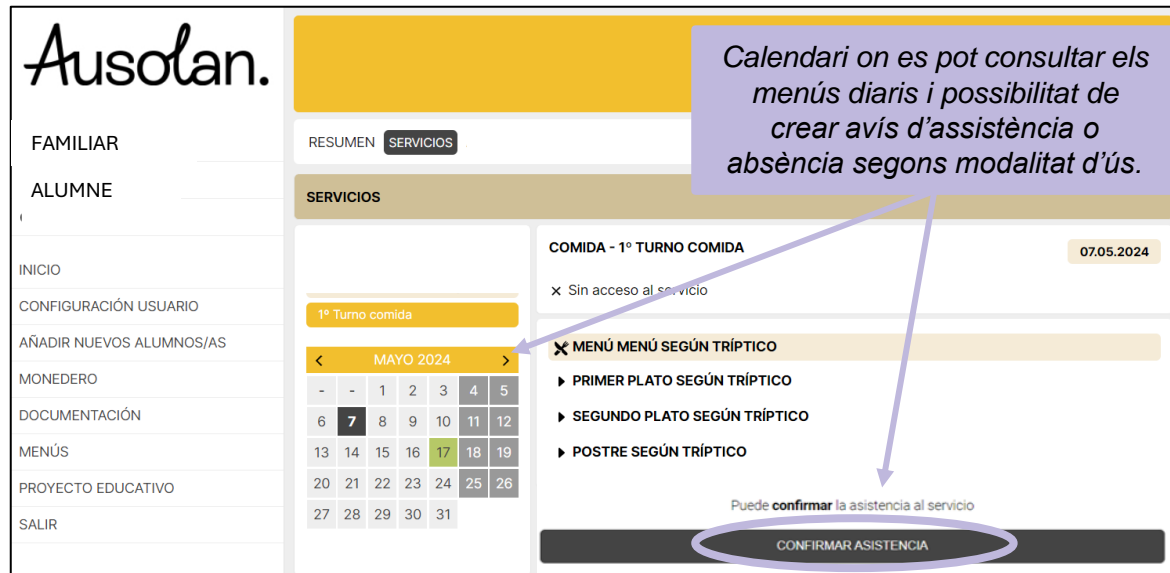 Ausolan.
Calendari on es pot consultar els
menús diaris i possibilitat de
crear avís d'assistència o
absència segons modalitat d'ús.
FAMILIAR
ALUMNE
INICIO
CONFIGURACIÓN USUARIO
AÑADIR NUEVOS ALUMNOS/AS
MONEDERO
DOCUMENTACIÓN
MENÚS
PROYECTO EDUCATIVO
SALIR
RESUMEN SERVICIOS
SERVICIOS
1º Turno comida
< MAYO 2024 >
- - 1 2 3 4 5
6 7 8 9 10 11 12
13 14 15 16 17 18 19
20 21 22 23 24 25 26
27 28 29 30 31
COMIDA - 1º TURNO COMIDA 07.05.2024
× Sin acceso al servicio
MENÚ MENÚ SEGÚN TRÍPTICO
PRIMER PLATO SEGÚN TRÍPTICO
SEGUNDO PLATO SEGÚN TRÍPTICO
POSTRE SEGÚN TRÍPTICO
Puede confirmar la asistencia al servicio
CONFIRMAR ASISTENCIA